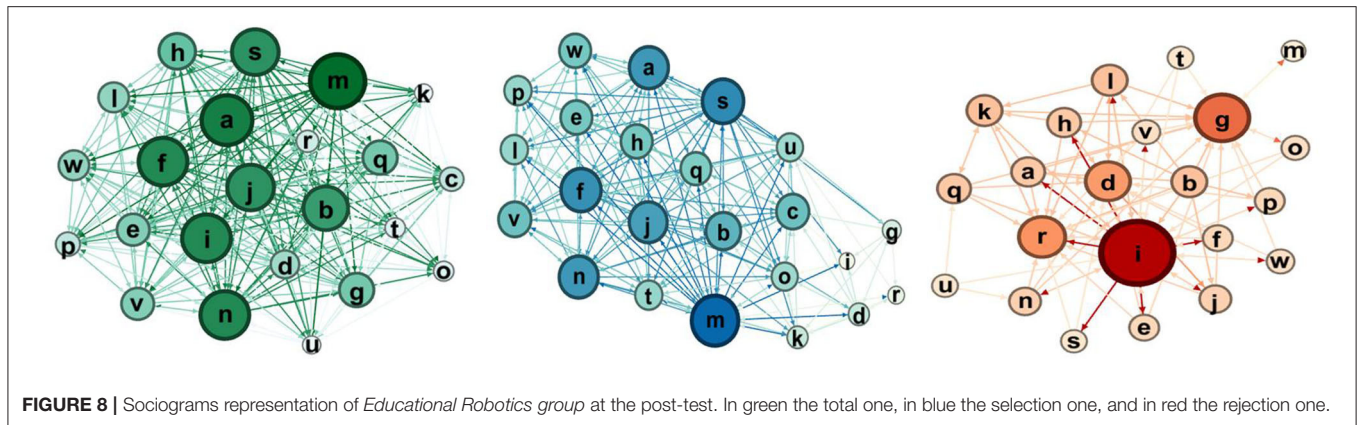 h s m k
l a r
w f q c
j b t
p e i d o
v n g
u
w a
p e s
l h q u
f
v j b c g
n t o i r
m k d
t m
l g
k h v o
q a d b
r i f p
u n w
j
s e
FIGURE 8 | Sociograms representation of Educational Robotics group at the post-test. In green the total one, in blue the selection one, and in red the rejection one.